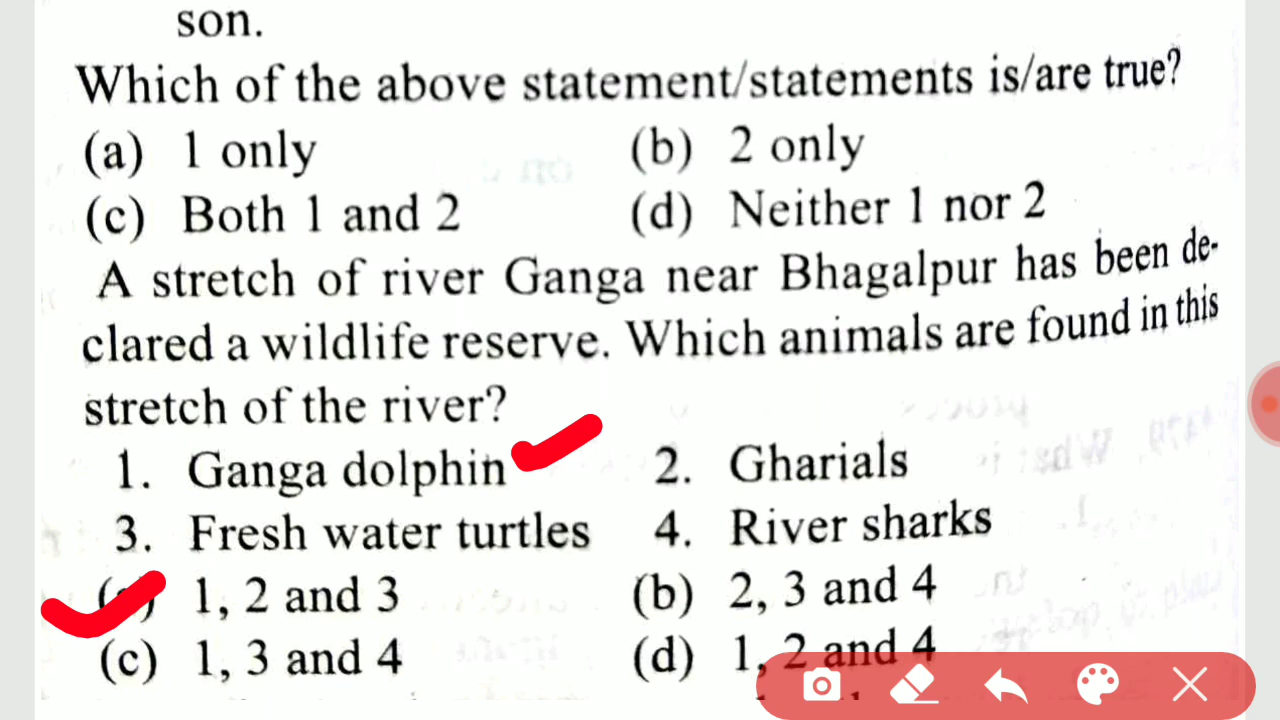 son.
Which of the above statement/statements is/are true?
(a) 1 only (b) 2 only
(c) Both 1 and 2 (d) Neither 1 nor 2
A stretch of river Ganga near Bhagalpur has been de-
clared a wildlife reserve. Which animals are found in this
stretch of the river?
1. Ganga dolphin 2. Gharials
3. Fresh water turtles 4. River sharks
(a) 1, 2 and 3 (b) 2, 3 and 4
(c) 1, 3 and 4 (d) 1, 2 and 4